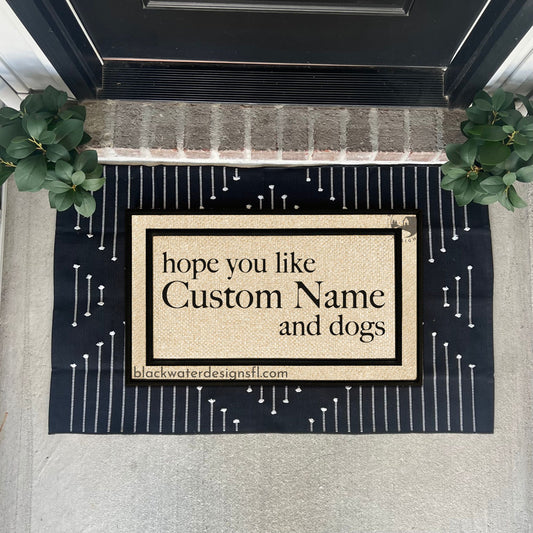 hope you like
Custom Name
and dogs
blackwaterdesignsfl.com